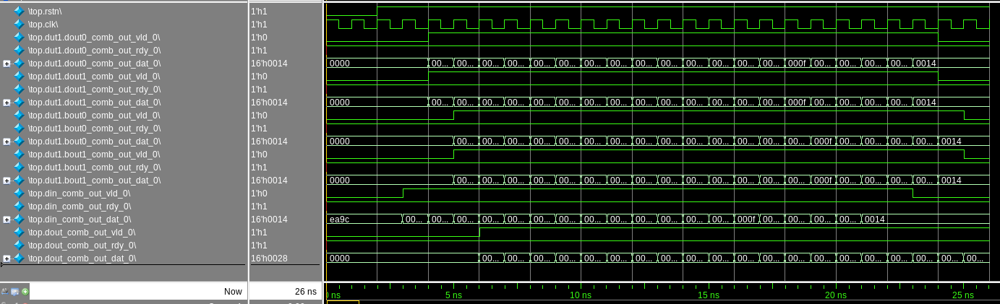 \top.rstn\ 1'h1
\top.clk\ 1'h1
\top.dut1.dout0_comb_out_vld_0\ 1'h0
\top.dut1.dout0_comb_out_rdy_0\ 1'h1
\top.dut1.dout0_comb_out_dat_0\ 16'h0014 0000 00... 00... 00... 00... 00... 00... 00... 00... 00... 00... 00... 00... 00... 00... 000f 00... 00... 00... 00... 0014
\top.dut1.dout1_comb_out_vld_0\ 1'h0
\top.dut1.dout1_comb_out_rdy_0\ 1'h1
\top.dut1.dout1_comb_out_dat_0\ 16'h0014 0000 00... 00... 00... 00... 00... 00... 00... 00... 00... 00... 00... 00... 00... 00... 000f 00... 00... 00... 00... 0014
\top.dut1.bout0_comb_out_vld_0\ 1'h0
\top.dut1.bout0_comb_out_rdy_0\ 1'h1
\top.dut1.bout0_comb_out_dat_0\ 16'h0014 0000 00... 00... 00... 00... 00... 00... 00... 00... 00... 00... 00... 00... 00... 00... 000f 00... 00... 00... 00... 0014
\top.dut1.bout1_comb_out_vld_0\ 1'h0
\top.dut1.bout1_comb_out_rdy_0\ 1'h1
\top.dut1.bout1_comb_out_dat_0\ 16'h0014 0000 00... 00... 00... 00... 00... 00... 00... 00... 00... 00... 00... 00... 00... 00... 000f 00... 00... 00... 00... 0014
\top.din_comb_out_vld_0\ 1'h0
\top.din_comb_out_rdy_0\ 1'h1
\top.din_comb_out_dat_0\ 16'h0014 ea9c 00... 00... 00... 00... 00... 00... 00... 00... 00... 00... 00... 00... 00... 000f 00... 00... 00... 00... 0014
\top.dout_comb_out_vld_0\ 1'h1
\top.dout_comb_out_rdy_0\ 1'h1
\top.dout_comb_out_dat_0\ 16'h0028 0000 00... 00... 00... 00... 00... 00... 00... 00... 00... 00... 00... 00... 00... 00... 00... 00... 00... 00... 00... 00...
Now 26 ns
ns 5 ns 10 ns 15 ns 20 ns 25 ns